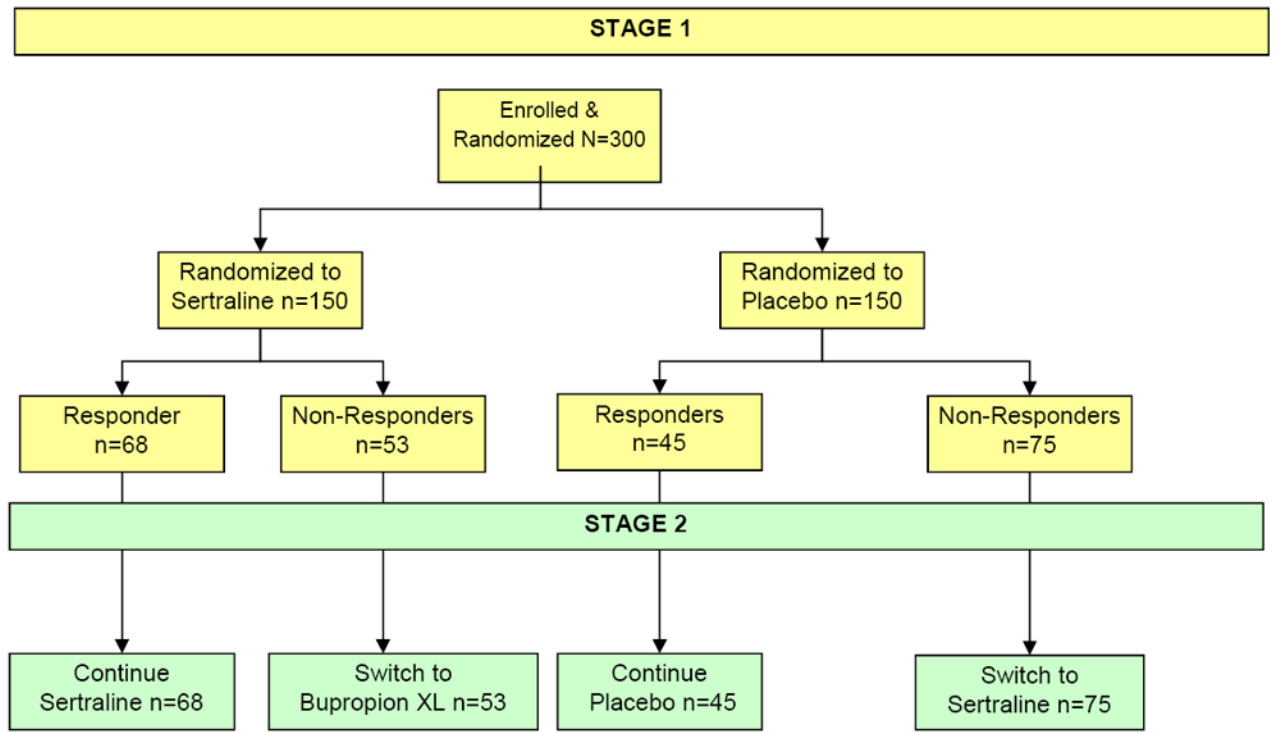 STAGE 1
Enrolled &
Randomized N=300
Randomized to
Sertraline n=150
Randomized to
Placebo n=150
Responder
n=68
Non-Responders
n=53
Responders
n=45
Non-Responders
n=75
STAGE 2
Continue
Sertraline n=68
Switch to
Bupropion XL n=53
Continue
Placebo n=45
Switch to
Sertraline n=75